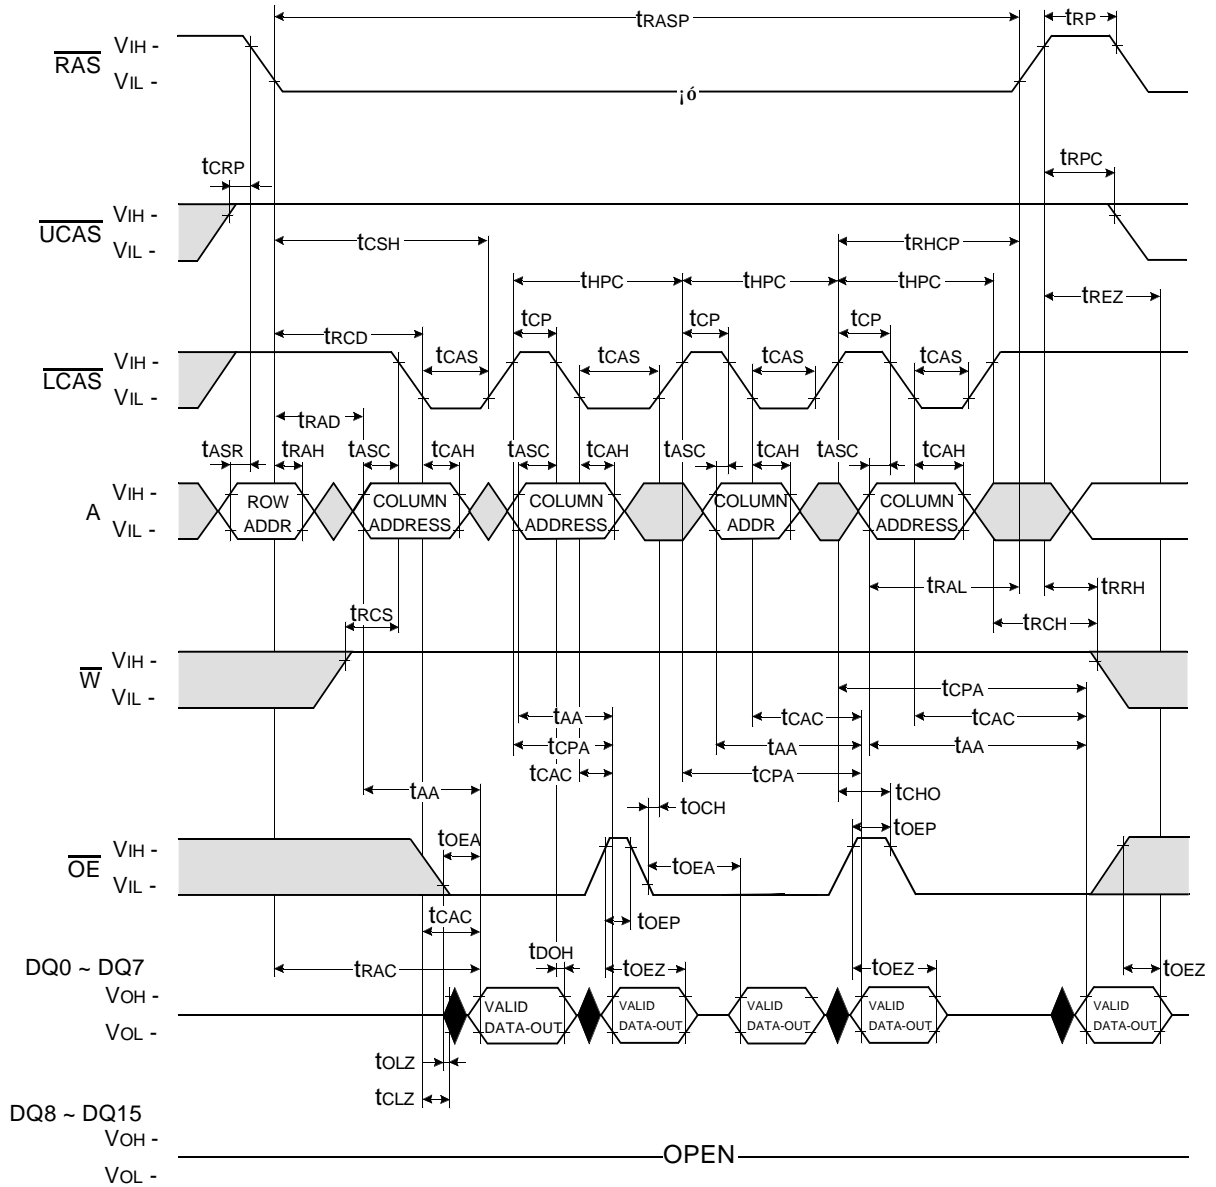 tRASP
tRP
RAS
VIH -
VIL -
¡ó
tCRP
tRPC
UCAS
VIH -
VIL -
tCSH
tRHCP
tHPC
tHPC
tHPC
tREZ
tRCD
tCP
tCP
tCP
LCAS
VIH -
VIL -
tCAS
tCAS
tCAS
tCAS
tRAD
tASR
tRAH
tASC
tCAH
tASC
tCAH
tASC
tCAH
tASC
tCAH
A
VIH -
VIL -
ROW
ADDR
COLUMN
ADDRESS
COLUMN
ADDRESS
COLUMN
ADDR
COLUMN
ADDRESS
tRAL
tRRH
tRCS
tRCH
W
VIH -
VIL -
tCPA
tAA
tCAC
tCAC
tCPA
tAA
tAA
tCAC
tCPA
tAA
tOCH
tCHO
tOEA
tOEP
OE
VIH -
VIL -
tOEA
tCAC
tOEP
tDOH
DQ0 ~ DQ7
tRAC
tOEZ
tOEZ
tOEZ
VOH -
VOL -
VALID
DATA-OUT
VALID
DATA-OUT
VALID
DATA-OUT
VALID
DATA-OUT
VALID
DATA-OUT
tOLZ
tCLZ
DQ8 ~ DQ15
VOH -
VOL -
OPEN